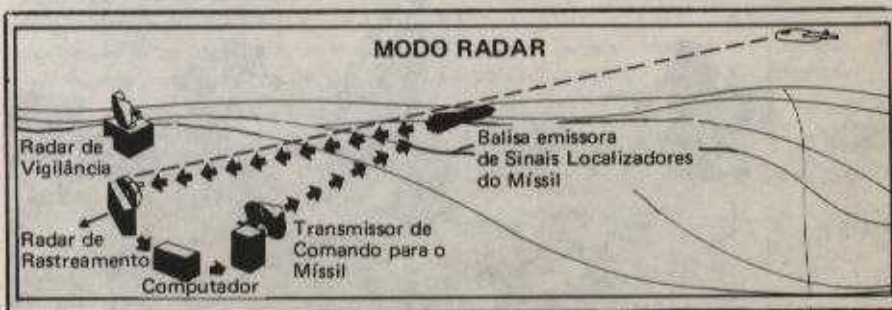 MODO RADAR
Radar de
Vigilância
Balisa emissora
de Sinais Localizadores
do Míssil
Radar de
Rastreamento
Computador
Transmissor de
Comando para o
Míssil